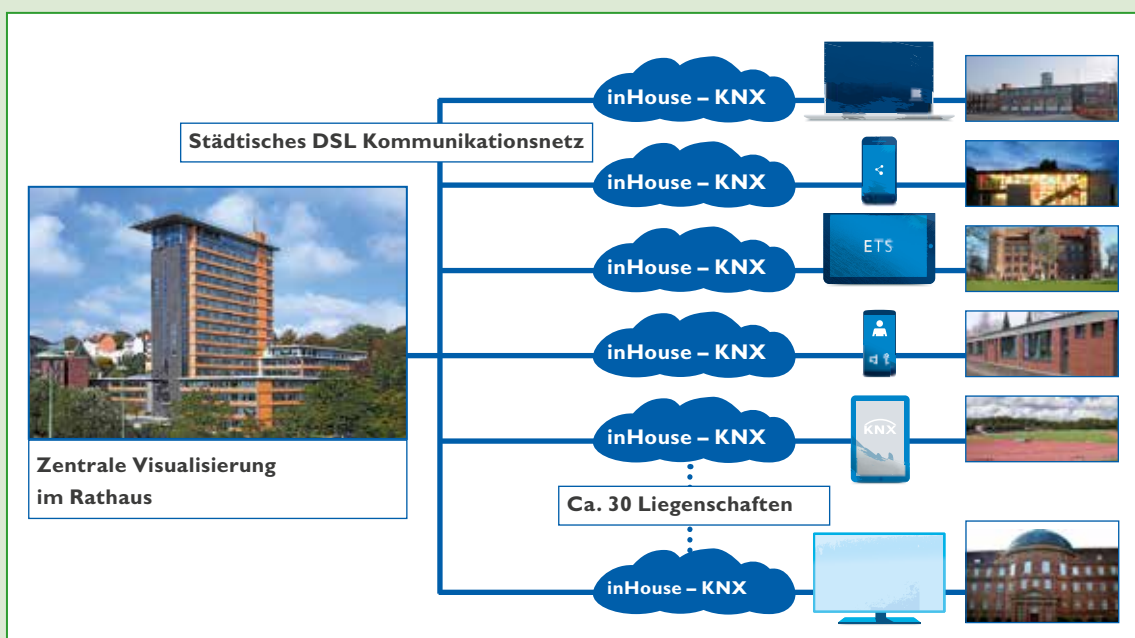 inHouse – KNX
Städtisches DSL Kommunikationsnetz
inHouse – KNX
inHouse – KNX
ETS
inHouse – KNX
inHouse – KNX
KNX
Zentrale Visualisierung
im Rathaus
Ca. 30 Liegenschaften
inHouse – KNX